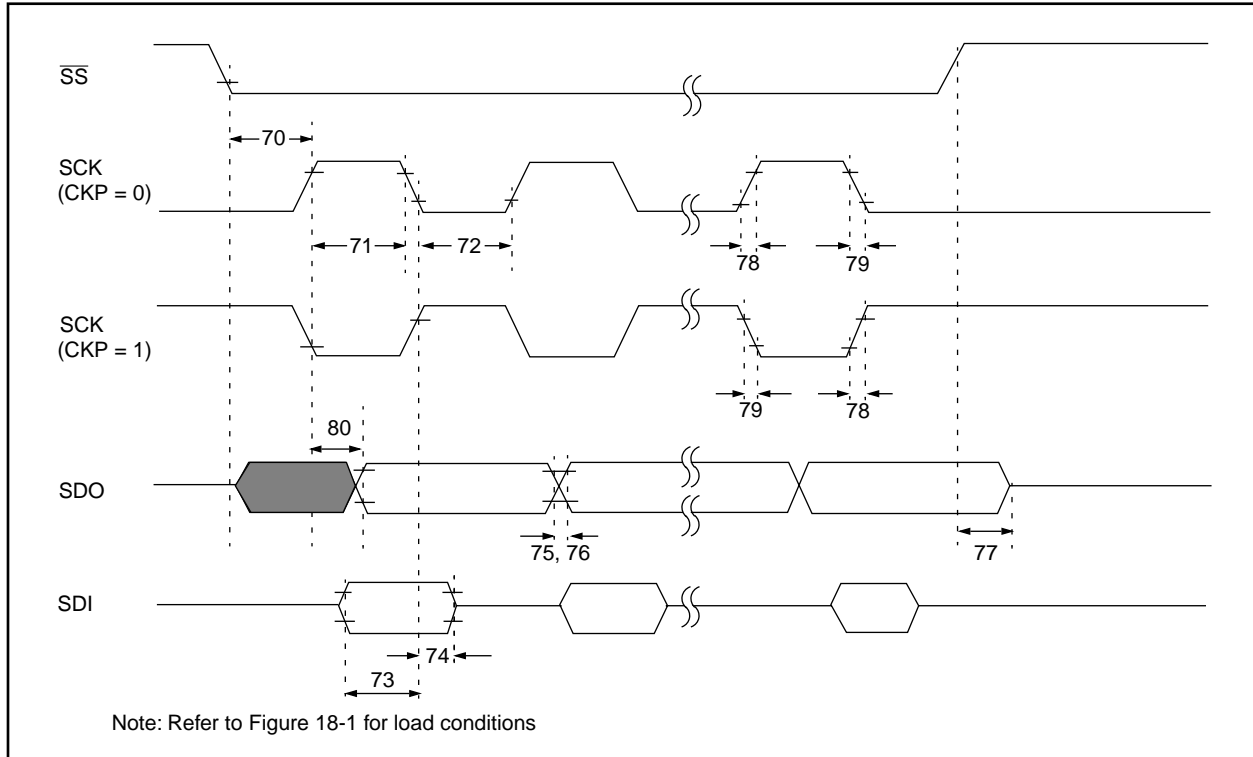 SS
70
SCK
(CKP = 0)
71
72
78
79
SCK
(CKP = 1)
79
78
80
SDO
75, 76
77
SDI
74
73
Note: Refer to Figure 18-1 for load conditions